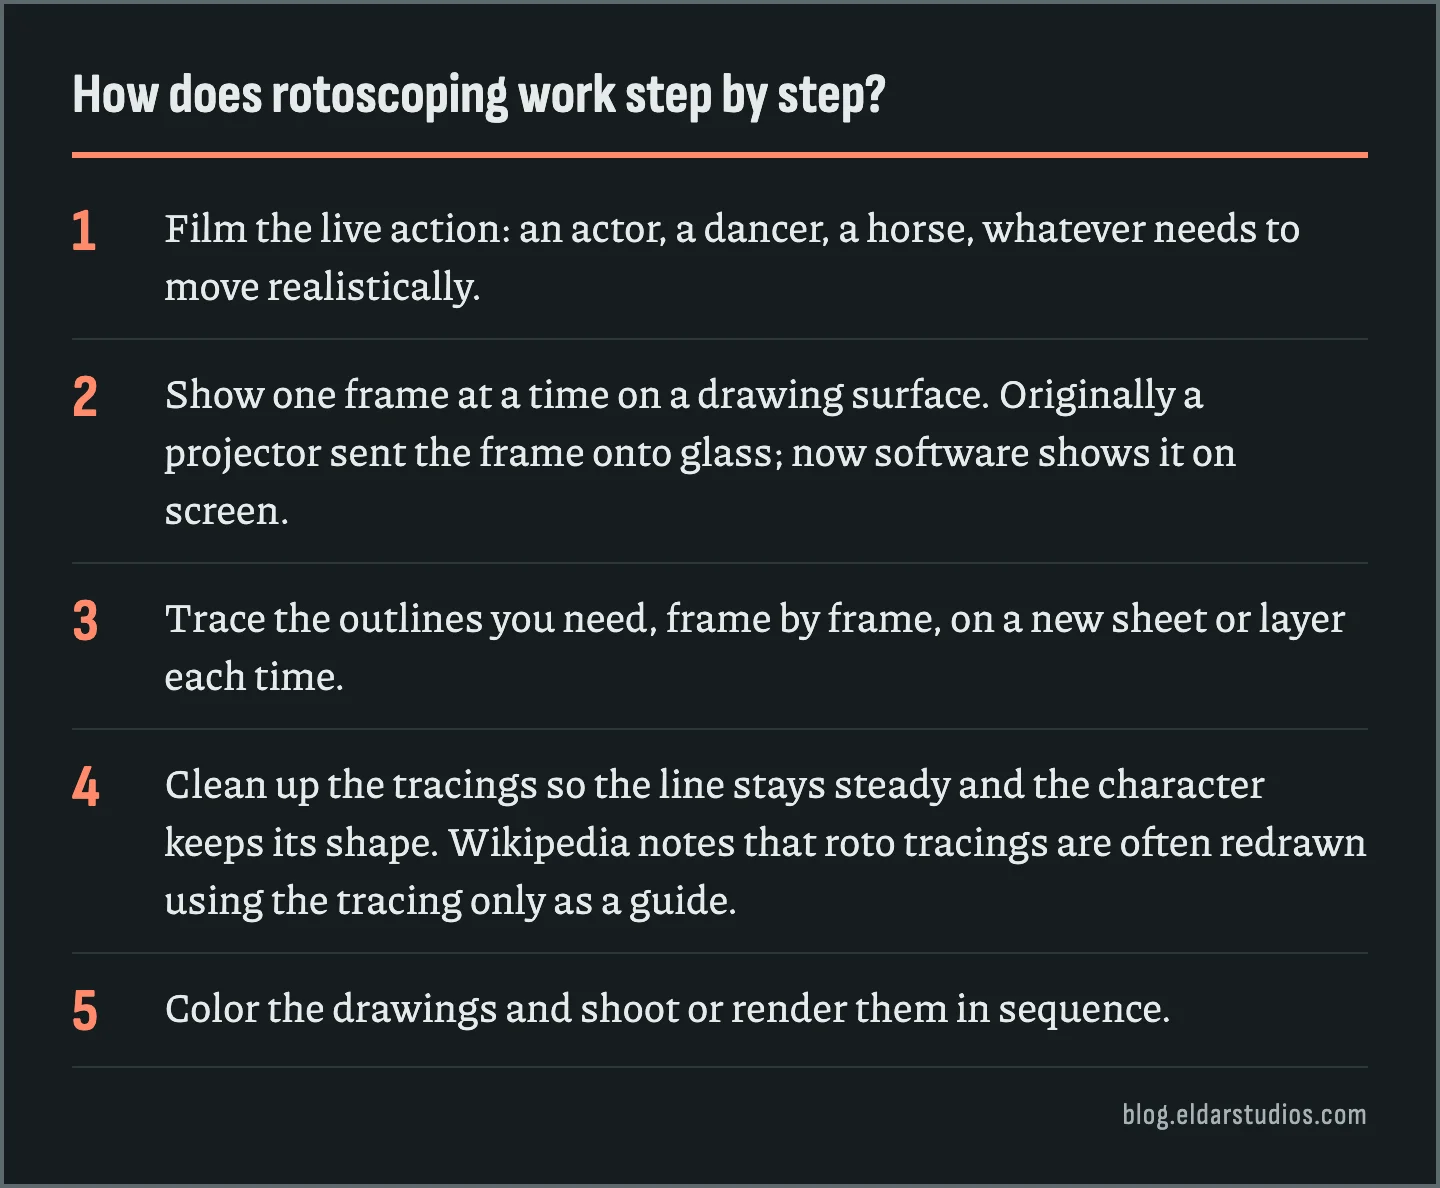 How does rotoscoping work step by step?
1 Film the live action: an actor, a dancer, a horse, whatever needs to
move realistically.
2 Show one frame at a time on a drawing surface. Originally a
projector sent the frame onto glass; now software shows it on
screen.
3 Trace the outlines you need, frame by frame, on a new sheet or layer
each time.
4 Clean up the tracings so the line stays steady and the character
keeps its shape. Wikipedia notes that roto tracings are often redrawn
using the tracing only as a guide.
5 Color the drawings and shoot or render them in sequence.
blog.eldarstudios.com